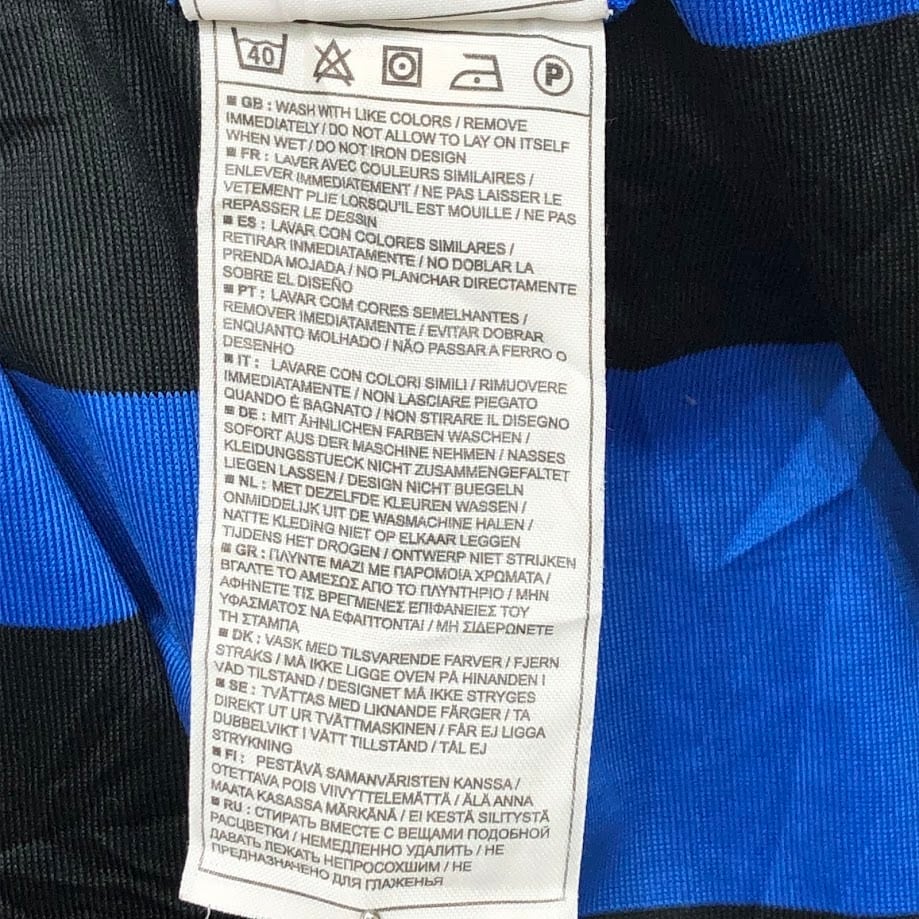 40 P
■ GB : WASH WITH LIKE COLORS / REMOVE
IMMEDIATELY / DO NOT ALLOW TO LAY ON ITSELF
WHEN WET / DO NOT IRON DESIGN
■ FR : LAVER AVEC COULEURS SIMILAIRES /
ENLEVER IMMEDIATEMENT / NE PAS LAISSER LE
VETEMENT PLIE LORSQU'IL EST MOUILLE / NE PAS
REPASSER LE DESSIN
■ ES : LAVAR CON COLORES SIMILARES /
RETIRAR INMEDIATAMENTE / NO DOBLAR LA
PRENDA MOJADA / NO PLANCHAR DIRECTAMENTE
SOBRE EL DISEÑO
■ PT : LAVAR COM CORES SEMELHANTES /
REMOVER IMEDIATAMENTE / EVITAR DOBRAR
ENQUANTO MOLHADO / NÃO PASSAR A FERRO O
DESENHO
■ IT : LAVARE CON COLORI SIMILI / RIMUOVERE
IMMEDIATAMENTE / NON LASCIARE PIEGATO
QUANDO É BAGNATO / NON STIRARE IL DISEGNO
■ DE : MIT ÄHNLICHEN FARBEN WASCHEN /
SOFORT AUS DER MASCHINE NEHMEN / NASSES
KLEIDUNGSSTUECK NICHT ZUSAMMENGEFALTET
LIEGEN LASSEN / DESIGN NICHT BUEGELN
■ NL : MET DEZELFDE KLEUREN WASSEN /
ONMIDDELIJK UIT DE WASMACHINE HALEN /
NATTE KLEDING NIET OP ELKAAR LEGGEN
TIJDENS HET DROGEN / ONTWERP NIET STRIJKEN
■ GR : ΠΛΥΝΤΕ ΜΑΖΙ ΜΕ ΠΑΡΟΜΟΙΑ ΧΡΩΜΑΤΑ /
ΒΓΑΛΤΕ ΤΟ ΑΜΕΣΩΣ ΑΠΟ ΤΟ ΠΛΥΝΤΗΡΙΟ / ΜΗΝ
ΑΦΗΝΕΤΕ ΤΙΣ ΒΡΕΓΜΕΝΕΣ ΕΠΙΦΑΝΕΙΕΣ ΤΟΥ
ΥΦΑΣΜΑΤΟΣ ΝΑ ΕΦΑΠΤΟΝΤΑΙ / ΜΗ ΣΙΔΕΡΩΝΕΤΕ
ΤΗ ΣΤΑΜΠΑ
■ DK : VASK MED TILSVARENDE FARVER / FJERN
STRAKS / MÅ IKKE LIGGE OVEN PÅ HINANDEN I
VÅD TILSTAND / DESIGNET MÅ IKKE STRYGES
■ SE : TVÄTTAS MED LIKNANDE FÄRGER / TA
DIREKT UT UR TVÄTTMASKINEN / FÅR EJ LIGGA
DUBBELVIKT I VÅTT TILLSTÅND / TÅL EJ
STRYKNING
■ FI : PESTÄVÄ SAMANVÄRISTEN KANSSA /
OTETTAVA POIS VIIVYTTELEMÄTTÄ / ÄLÄ ANNA
MAATA KASASSA MÄRKÄNÄ / EI KESTÄ SILITYSTÄ
■ RU : СТИРАТЬ ВМЕСТЕ С ВЕЩАМИ ПОДОБНОЙ
РАСЦВЕТКИ / НЕМЕДЛЕННО УДАЛИТЬ / НЕ
ДАВАТЬ ЛЕЖАТЬ НЕПРОСОХШИМ / НЕ
ПРЕДНАЗНАЧЕНО ДЛЯ ГЛАЖЕНЬЯ